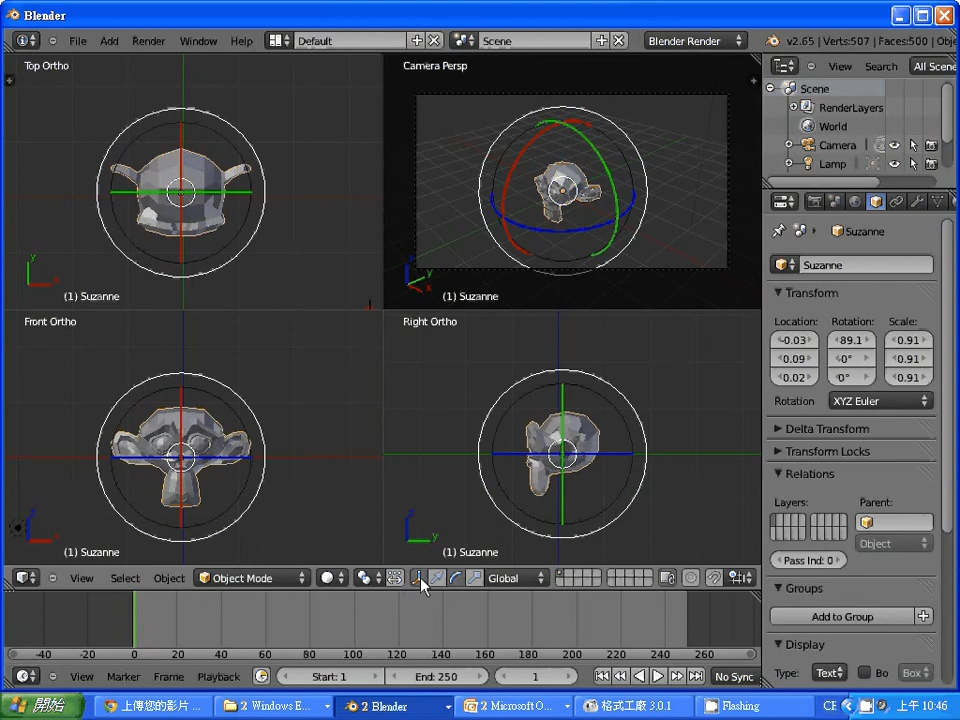 Blender
File Add Render Window Help Default Scene Blender Render v2.65 | Verts:507 | Faces:500 | Obje
Top Ortho
Camera Persp
View Search All Scene
Scene
RenderLayers
World
Camera
Lamp
y
x
(1) Suzanne
z y x
(1) Suzanne
Suzanne
Suzanne
Transform
Location: Rotation: Scale:
-0.03 89.1 0.91
0.09 -0° 0.91
0.02 0° 0.91
Rotation XYZ Euler
Delta Transform
Transform Locks
Relations
Layers: Parent:
Object
Pass Ind: 0
Groups
Add to Group
Display
Type: Text Bo Box
Front Ortho
Right Ortho
z
x
(1) Suzanne
z
y
(1) Suzanne
View Select Object Object Mode Global
-40 -20 0 20 40 60 80 100 120 140 160 180 200 220 240 260
View Marker Frame Playback Start: 1 End: 250 1 No Sync
開始 上傳您的影片 ... 2 Windows E... 2 Blender 2 Microsoft O... 格式工廠 3.0.1 Flashing CH 上午 10:46